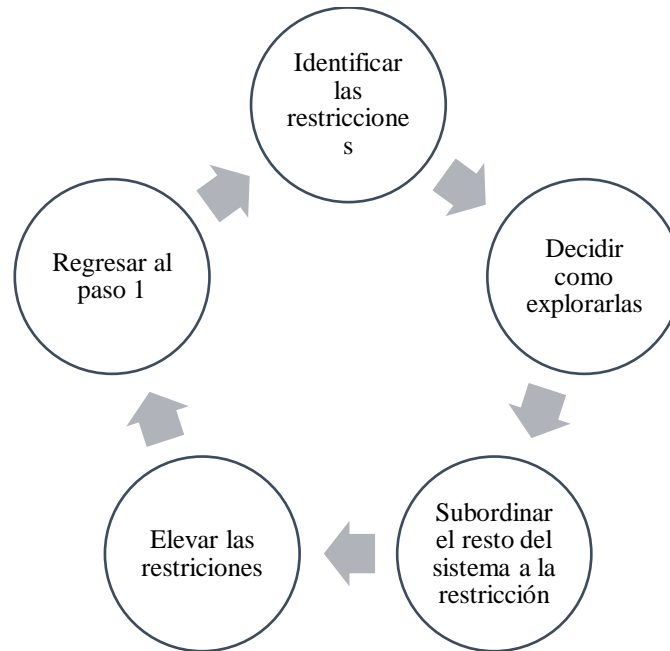 Identificar
las
restriccione
s
Decidir
como
explorarlas
Subordinar
el resto del
sistema a la
restricción
Elevar las
restriciones
Regresar al
paso 1